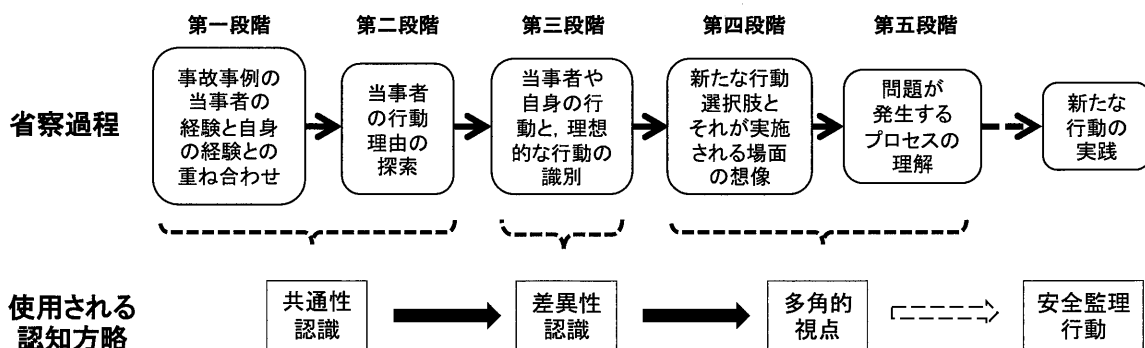 第一段階
第二段階
第三段階
第四段階
第五段階
省察過程
事故事例の
当事者の
経験と自身
の経験との
重ね合わせ
当事者
の行動
理由の
探索
当事者や
自身の行
動と，理想
的な行動の
識別
新たな行動
選択肢と
それが実施
される場面
の想像
問題が
発生する
プロセスの
理解
新たな
行動の
実践
使用される
認知方略
共通性
認識
差異性
認識
多角的
視点
安全監理
行動